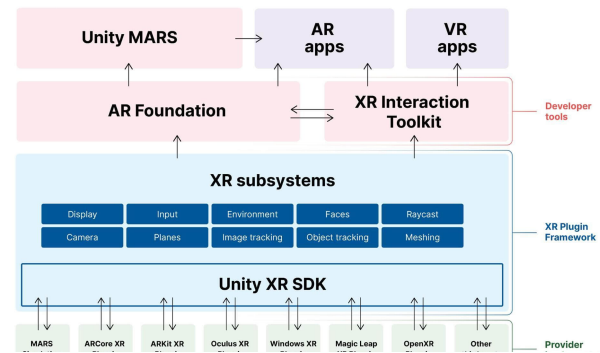 Unity MARS
AR
apps
VR
apps
AR Foundation
XR Interaction
Toolkit
Developer
tools
XR subsystems
Display
Input
Environment
Faces
Raycast
Camera
Planes
Image tracking
Object tracking
Meshing
XR Plugin
Framework
Unity XR SDK
MARS
ARCore XR
ARKit XR
Oculus XR
Windows XR
Magic Leap
OpenXR
Other
Provider